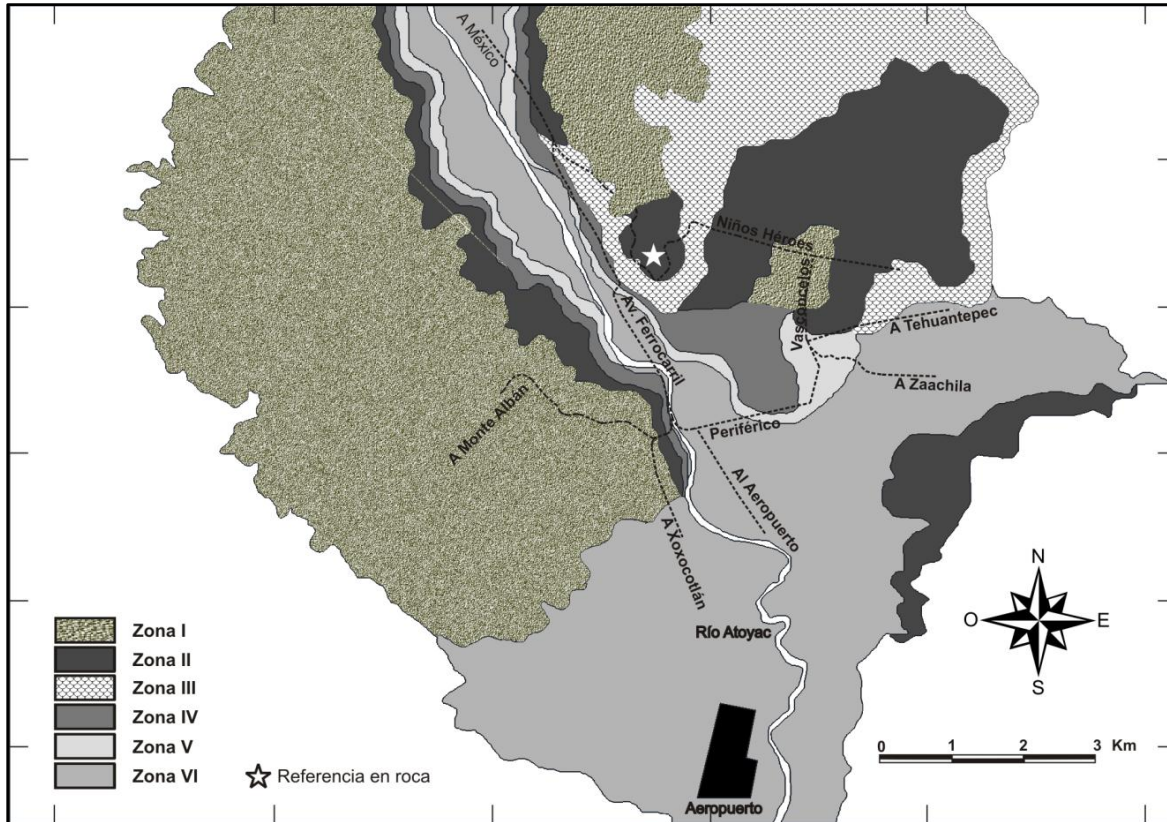 A México
Niños Héroes
Vasconcelos
Av. Ferrocarril
A Tehuantepec
A Zaachila
A Monte Albán
Periférico
Al Aeropuerto
A Xoxocotlán
Río Atoyac
Aeropuerto
N
O
E
S
0 1 2 3 Km
Zona I
Zona II
Zona III
Zona IV
Zona V
Zona VI
Referencia en roca